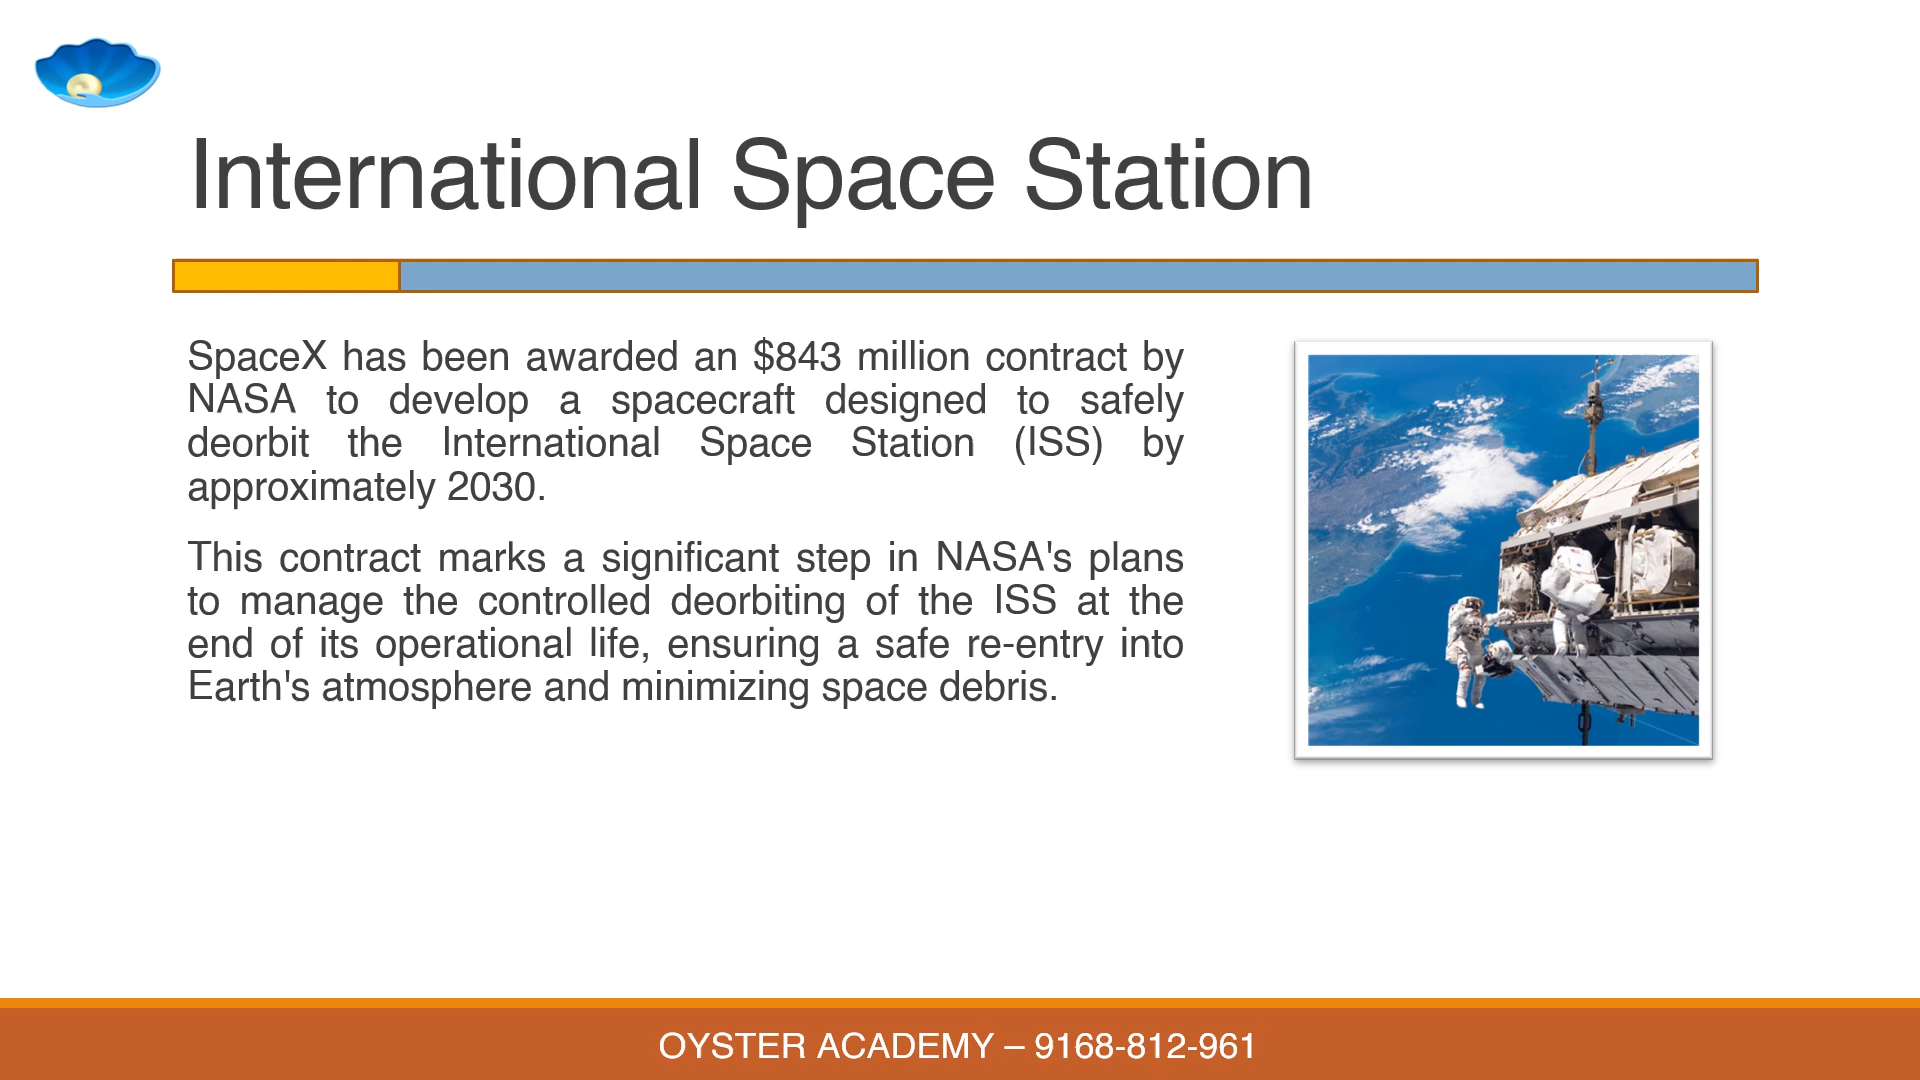 International Space Station
SpaceX has been awarded an $843 million contract by
NASA to develop a spacecraft designed to safely
deorbit the International Space Station (ISS) by
approximately 2030.
This contract marks a significant step in NASA's plans
to manage the controlled deorbiting of the ISS at the
end of its operational life, ensuring a safe re-entry into
Earth's atmosphere and minimizing space debris.
OYSTER ACADEMY – 9168-812-961